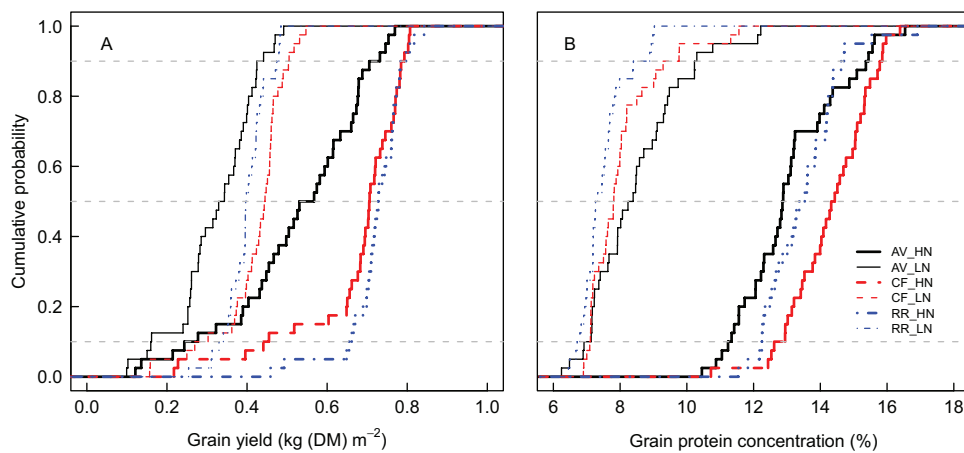 A
B
Cumulative probability
1.0
0.8
0.6
0.4
0.2
0.0
0.0 0.2 0.4 0.6 0.8 1.0
6 8 10 12 14 16 18
Grain yield (kg (DM) m⁻²)
Grain protein concentration (%)
AV_HN
AV_LN
CF_HN
CF_LN
RR_HN
RR_LN